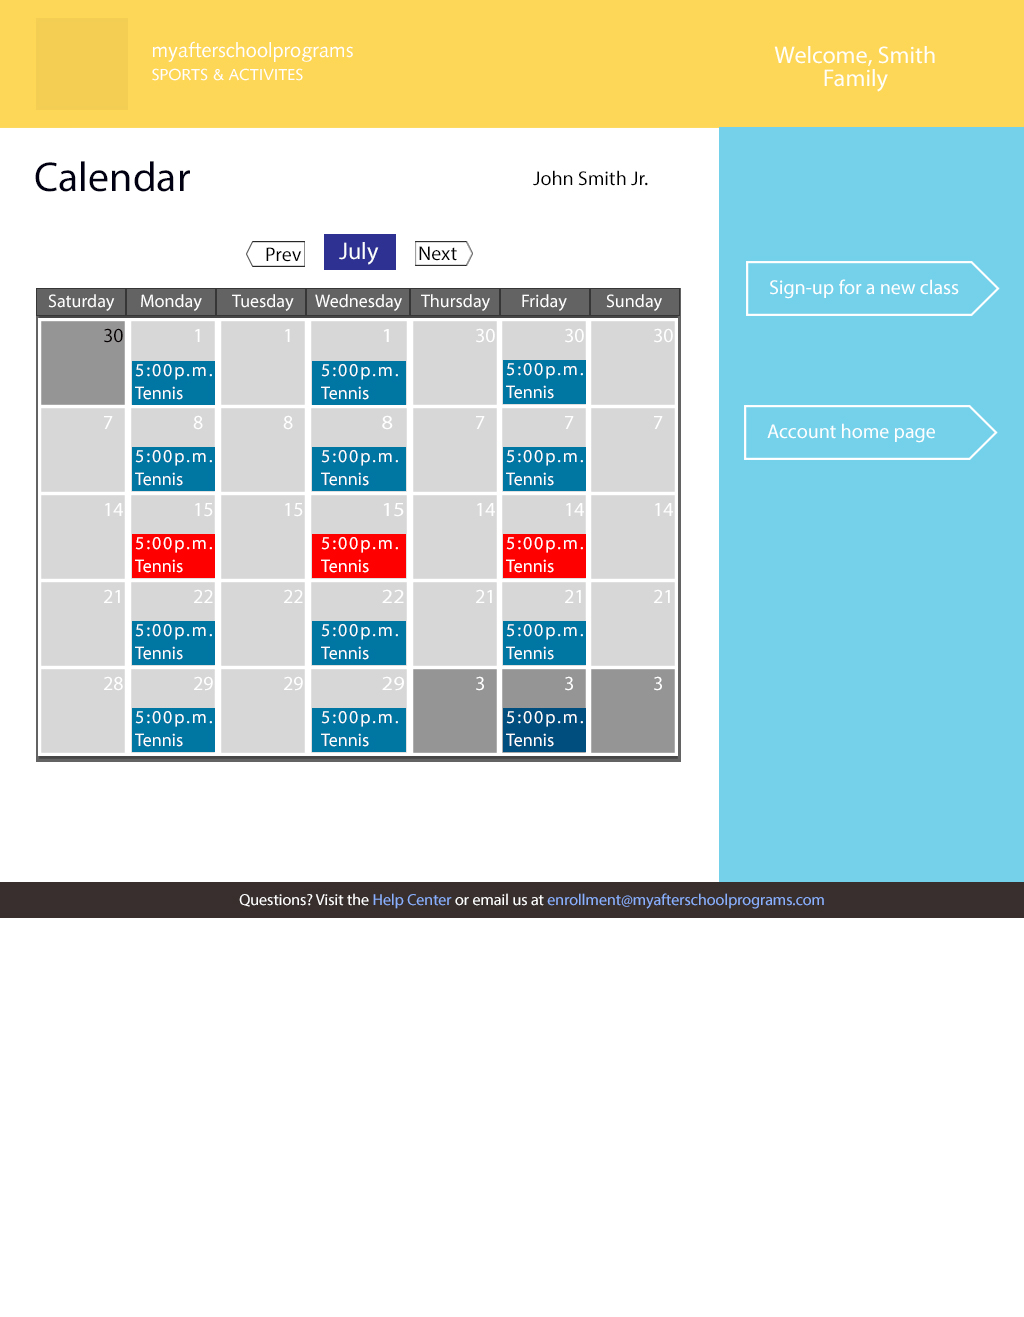 myafterschoolprograms
SPORTS & ACTIVITES
Welcome, Smith
Family
Calendar
John Smith Jr.
Prev
July
Next
Saturday Monday Tuesday Wednesday Thursday Friday Sunday
30 1 1 1 30 30 30
5:00p.m. 5:00p.m. 5:00p.m.
Tennis Tennis Tennis
7 8 8 8 7 7 7
5:00p.m. 5:00p.m. 5:00p.m.
Tennis Tennis Tennis
14 15 15 15 14 14 14
5:00p.m. 5:00p.m. 5:00p.m.
Tennis Tennis Tennis
21 22 22 22 21 21 21
5:00p.m. 5:00p.m. 5:00p.m.
Tennis Tennis Tennis
28 29 29 29 3 3 3
5:00p.m. 5:00p.m. 5:00p.m.
Tennis Tennis Tennis
Sign-up for a new class
Account home page
Questions? Visit the Help Center or email us at enrollment@myafterschoolprograms.com